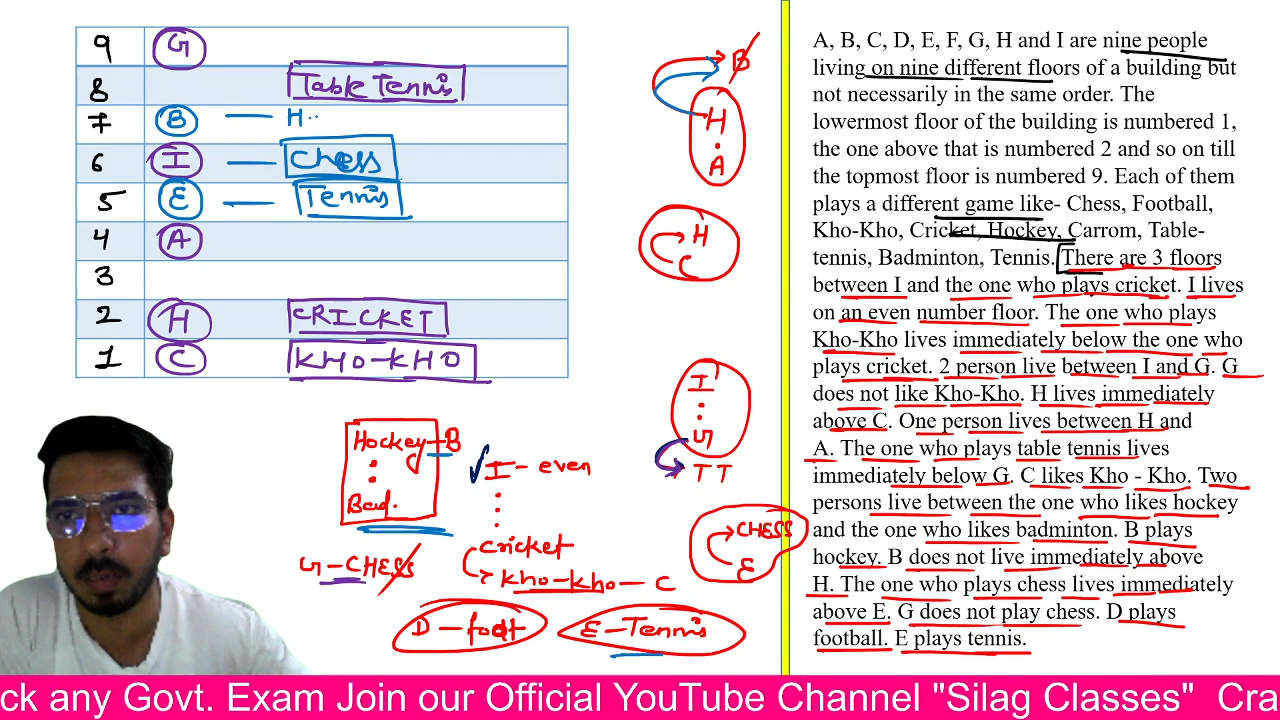 9 G
8 Table Tennis
7 B — H..
6 I — Chess
5 E — Tennis
4 A
3
2 H CRICKET
1 C KHO-KHO
B
H
.
A
H
C
I
:
G
TT
CHESS
E
Hockey-B
:
Bad.
I - even
cricket
Kho-Kho - C
G-CHESS
D - foot
E-Tennis
A, B, C, D, E, F, G, H and I are nine people
living on nine different floors of a building but
not necessarily in the same order. The
lowermost floor of the building is numbered 1,
the one above that is numbered 2 and so on till
the topmost floor is numbered 9. Each of them
plays a different game like- Chess, Football,
Kho-Kho, Cricket, Hockey, Carrom, Table-
tennis, Badminton, Tennis. There are 3 floors
between I and the one who plays cricket. I lives
on an even number floor. The one who plays
Kho-Kho lives immediately below the one who
plays cricket. 2 person live between I and G. G
does not like Kho-Kho. H lives immediately
above C. One person lives between H and
A. The one who plays table tennis lives
immediately below G. C likes Kho - Kho. Two
persons live between the one who likes hockey
and the one who likes badminton. B plays
hockey. B does not live immediately above
H. The one who plays chess lives immediately
above E. G does not play chess. D plays
football. E plays tennis.
ck any Govt. Exam Join our Official YouTube Channel "Silag Classes" Cra